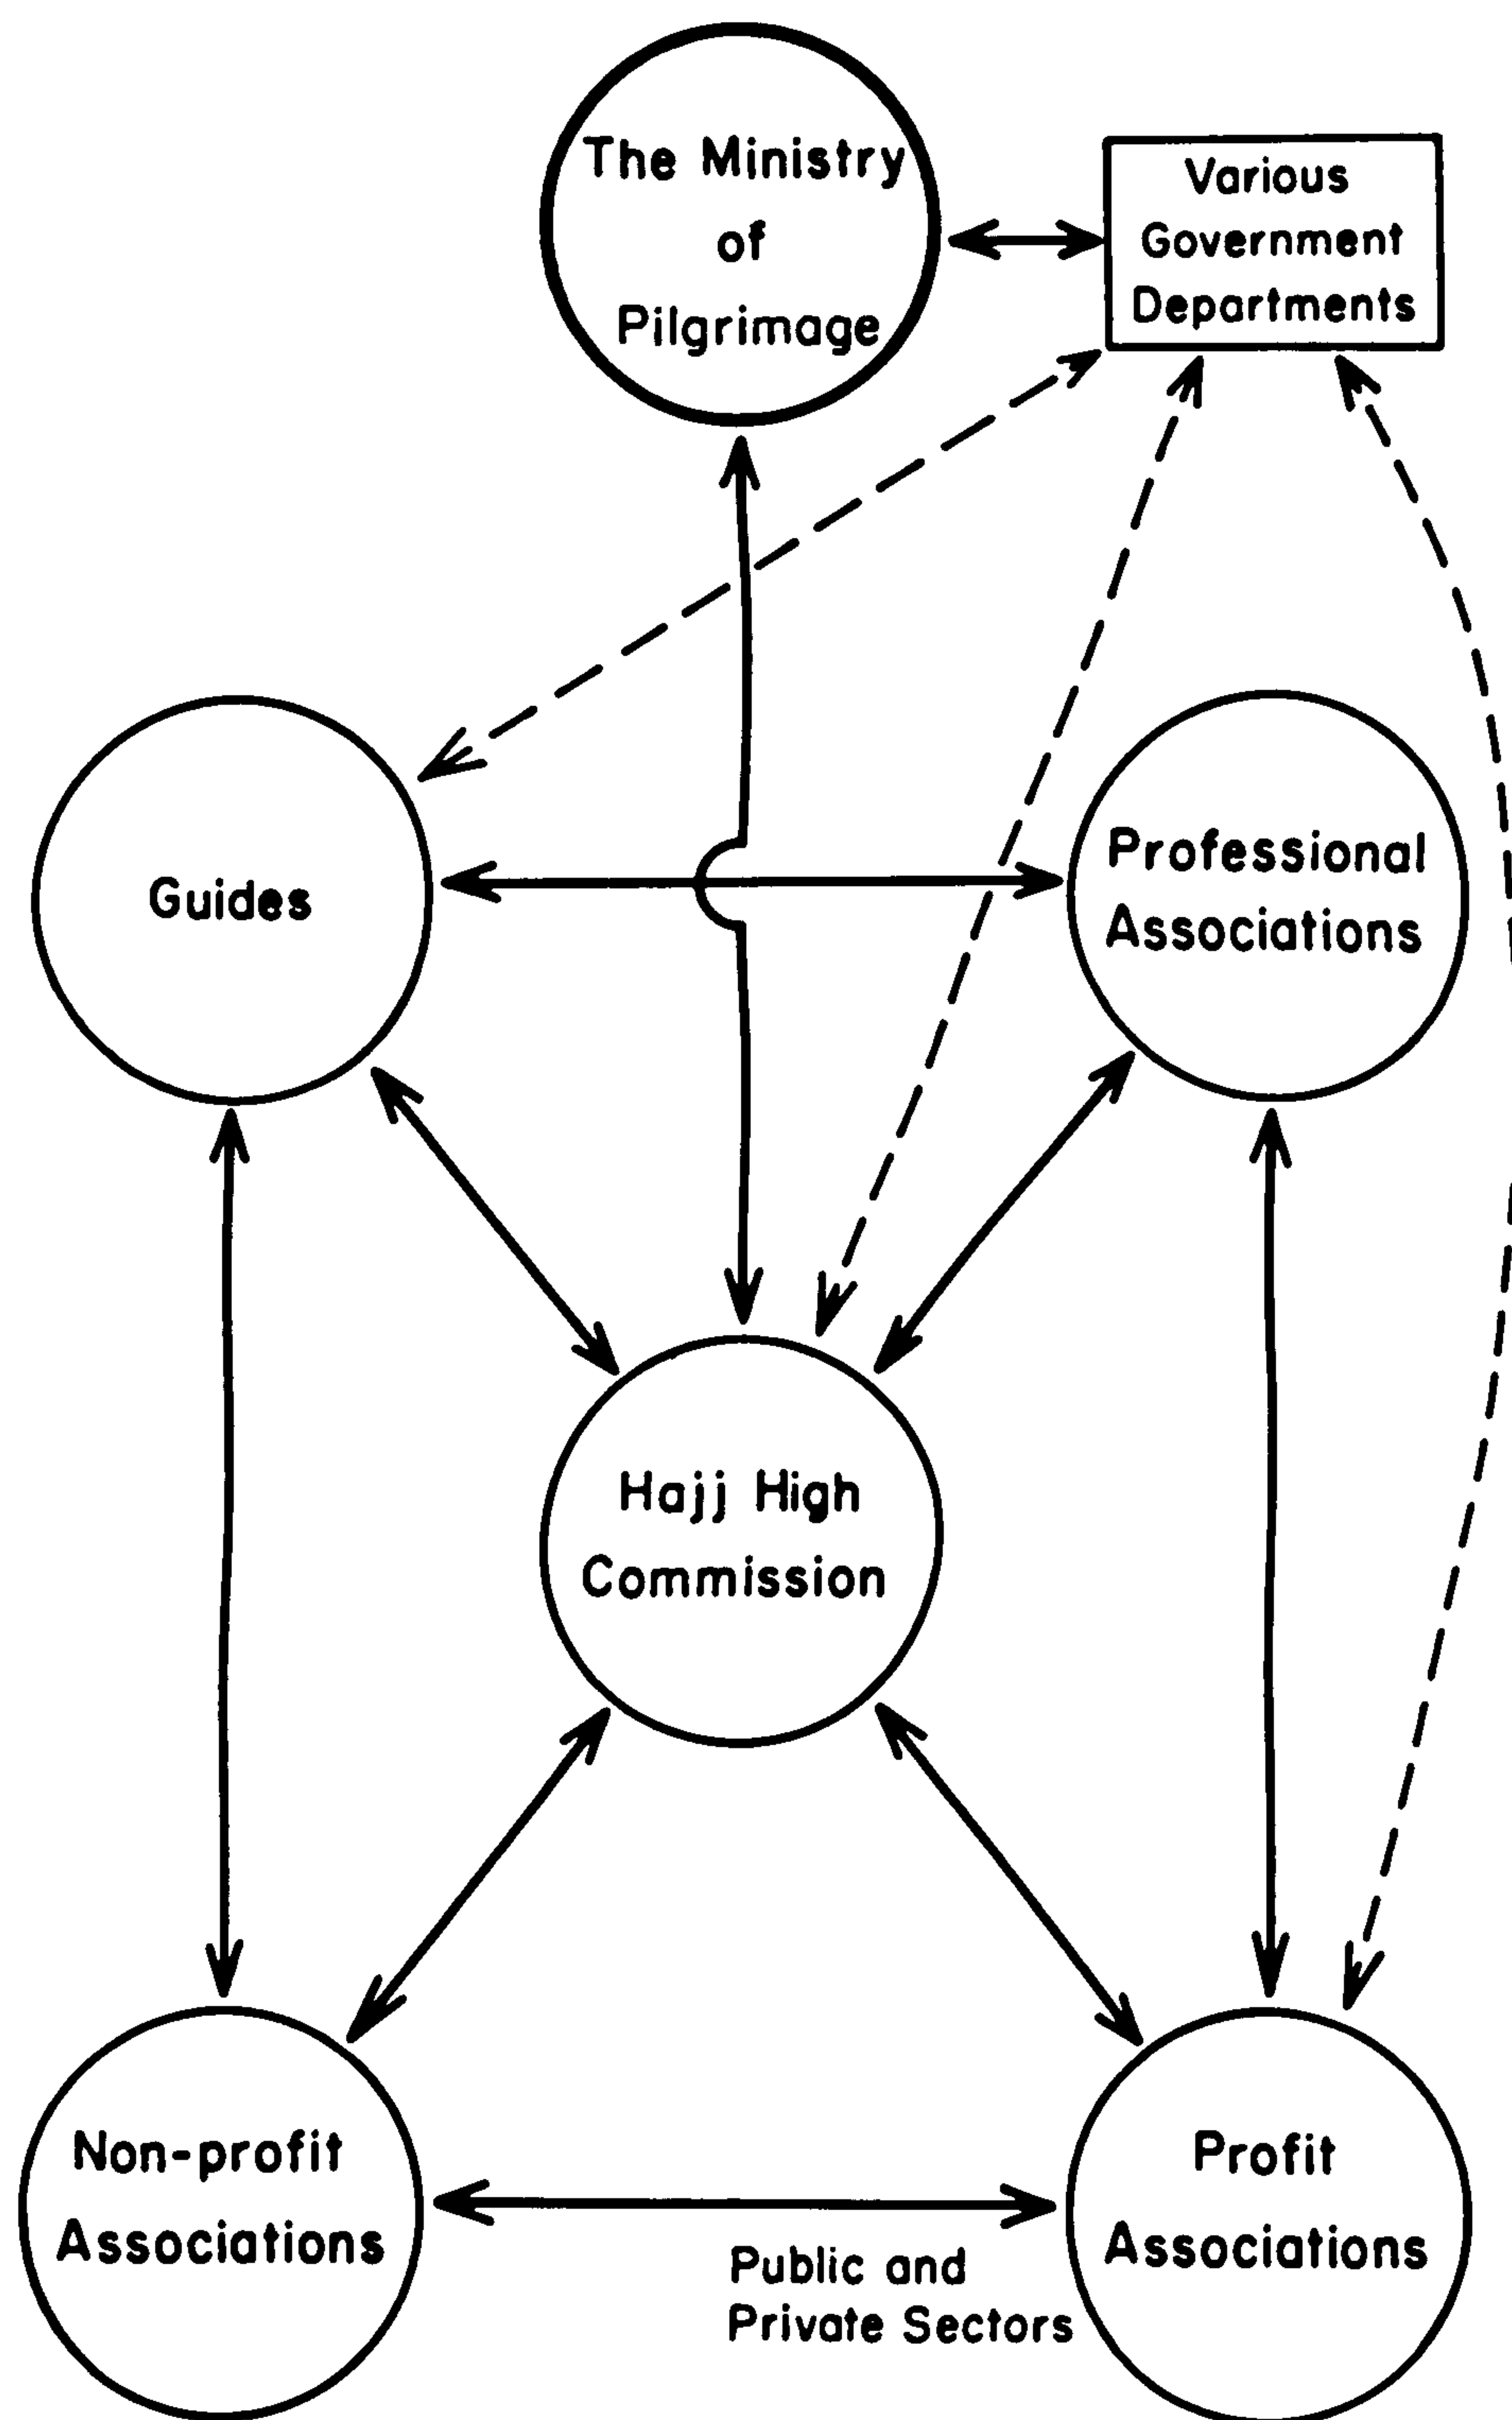 The Ministry
of
Pilgrimage
Various
Government
Departments
Guides
Professional
Associations
Hajj High
Commission
Non-profit
Associations
Profit
Associations
Public and
Private Sectors